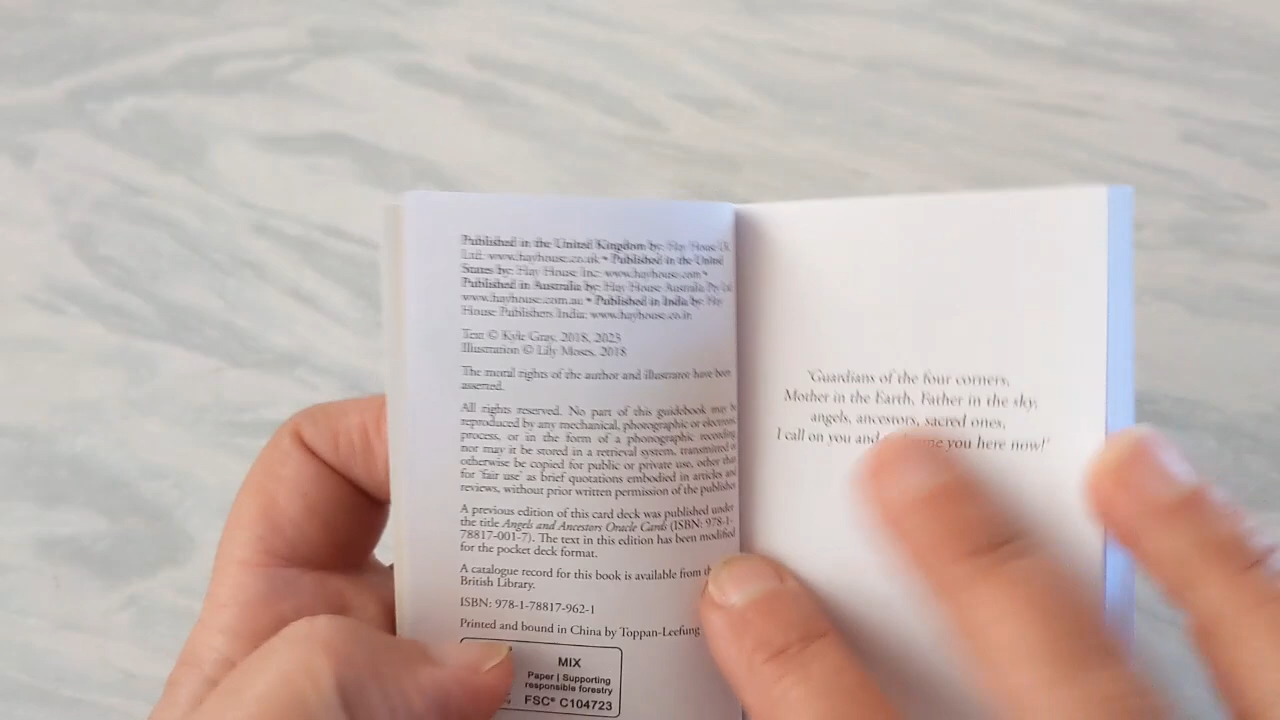 Published in the United Kingdom by: Hay House UK
Ltd: www.hayhouse.co.uk • Published in the United
States by: Hay House Inc: www.hayhouse.com •
Published in Australia by: Hay House Australia Pty Ltd:
www.hayhouse.com.au • Published in India by: Hay
House Publishers India: www.hayhouse.co.in
Text © Kyle Gray, 2018, 2023
Illustration © Lily Moses, 2018
The moral rights of the author and illustrator have been
asserted.
All rights reserved. No part of this guidebook may be
reproduced by any mechanical, photographic or electronic
process, or in the form of a phonographic recording
nor may it be stored in a retrieval system, transmitted or
otherwise be copied for public or private use, other than
for 'fair use' as brief quotations embodied in articles and
reviews, without prior written permission of the publisher
A previous edition of this card deck was published under
the title Angels and Ancestors Oracle Cards (ISBN: 978-1-
78817-001-7). The text in this edition has been modified
for the pocket deck format.
A catalogue record for this book is available from
British Library.
ISBN: 978-1-78817-962-1
Printed and bound in China by Toppan-Leefung
MIX
Paper | Supporting
responsible forestry
FSC® C104723
'Guardians of the four corners,
Mother in the Earth, Father in the sky,
angels, ancestors, sacred ones,
I call on you and you here now!'